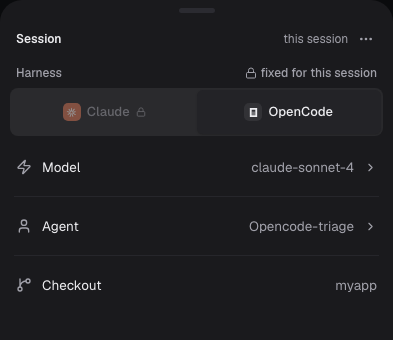 Session this session
Harness fixed for this session
Claude OpenCode
Model claude-sonnet-4
Agent Opencode-triage
Checkout myapp